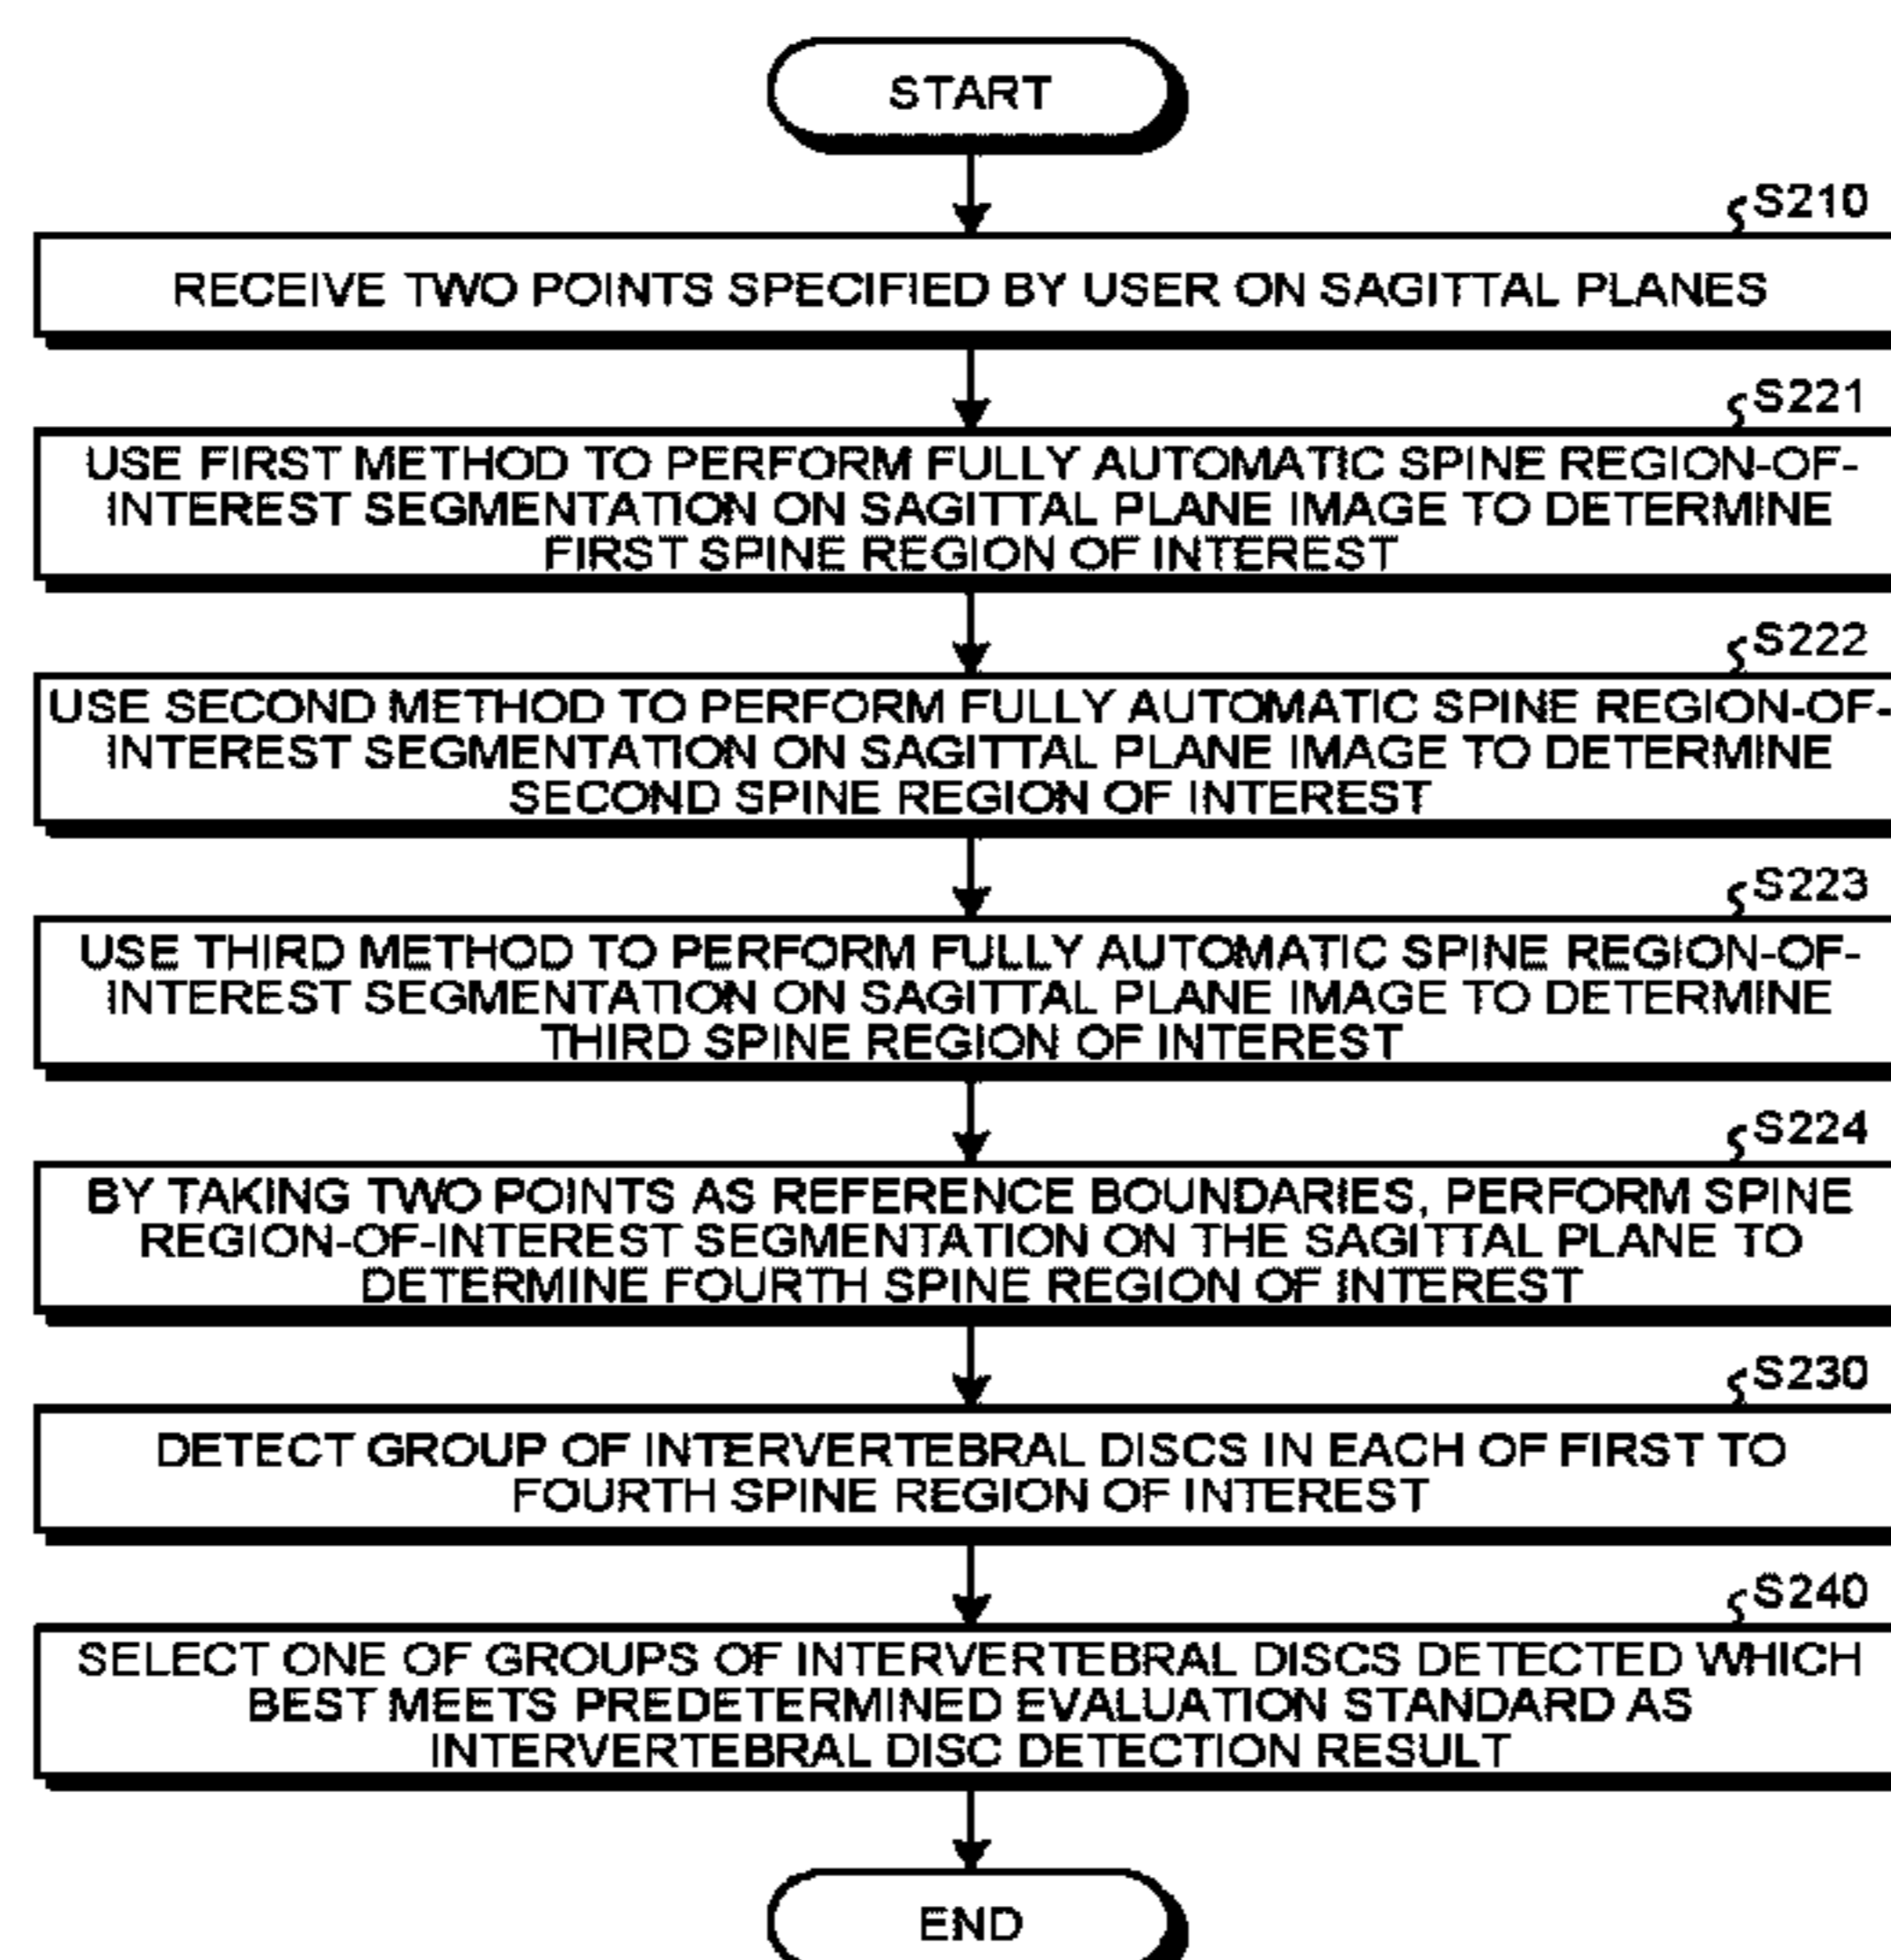 START
S210
RECEIVE TWO POINTS SPECIFIED BY USER ON SAGITTAL PLANES
S221
USE FIRST METHOD TO PERFORM FULLY AUTOMATIC SPINE REGION-OF-
INTEREST SEGMENTATION ON SAGITTAL PLANE IMAGE TO DETERMINE
FIRST SPINE REGION OF INTEREST
S222
USE SECOND METHOD TO PERFORM FULLY AUTOMATIC SPINE REGION-OF-
INTEREST SEGMENTATION ON SAGITTAL PLANE IMAGE TO DETERMINE
SECOND SPINE REGION OF INTEREST
S223
USE THIRD METHOD TO PERFORM FULLY AUTOMATIC SPINE REGION-OF-
INTEREST SEGMENTATION ON SAGITTAL PLANE IMAGE TO DETERMINE
THIRD SPINE REGION OF INTEREST
S224
BY TAKING TWO POINTS AS REFERENCE BOUNDARIES, PERFORM SPINE
REGION-OF-INTEREST SEGMENTATION ON THE SAGITTAL PLANE TO
DETERMINE FOURTH SPINE REGION OF INTEREST
S230
DETECT GROUP OF INTERVERTEBRAL DISCS IN EACH OF FIRST TO
FOURTH SPINE REGION OF INTEREST
S240
SELECT ONE OF GROUPS OF INTERVERTEBRAL DISCS DETECTED WHICH
BEST MEETS PREDETERMINED EVALUATION STANDARD AS
INTERVERTEBRAL DISC DETECTION RESULT
END